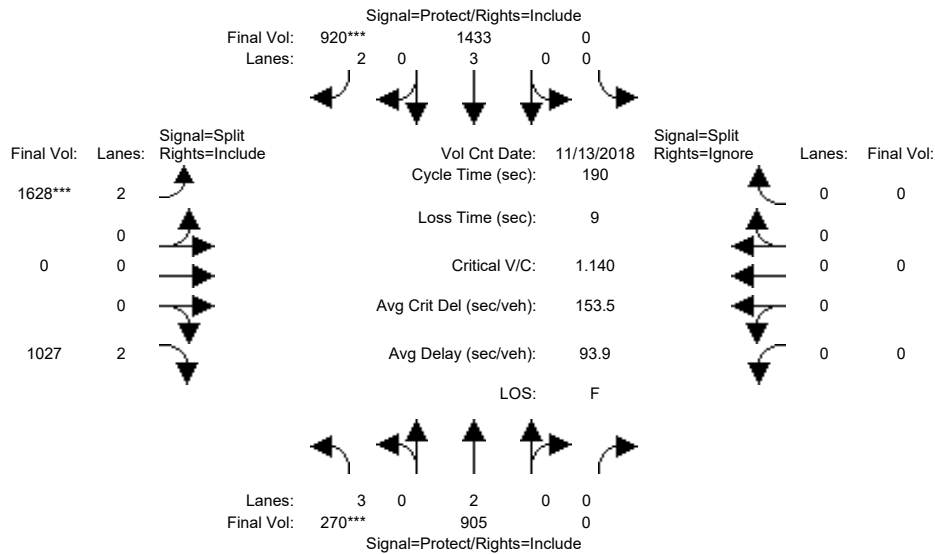 Signal=Protect/Rights=Include
Final Vol: 920*** 1433 0
Lanes: 2 0 3 0 0
Signal=Split Signal=Split
Final Vol: Lanes: Rights=Include Vol Cnt Date: 11/13/2018 Rights=Ignore Lanes: Final Vol:
Cycle Time (sec): 190
1628*** 2 0 0
Loss Time (sec): 9
0 0
0 0 Critical V/C: 1.140 0 0
0 Avg Crit Del (sec/veh): 153.5 0
1027 2 Avg Delay (sec/veh): 93.9 0 0
LOS: F
Lanes: 3 0 2 0 0
Final Vol: 270*** 905 0
Signal=Protect/Rights=Include